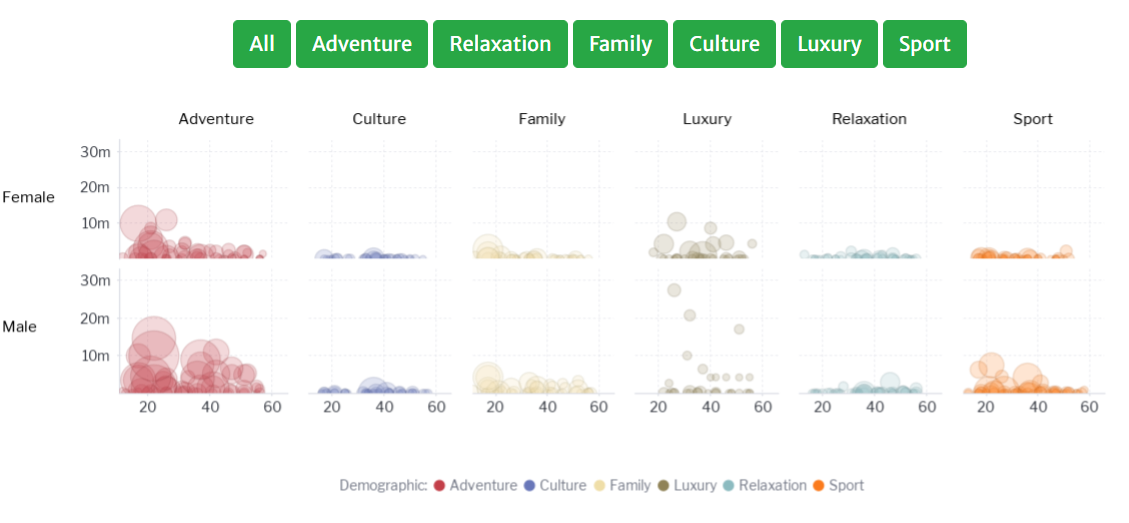 All Adventure Relaxation Family Culture Luxury Sport
Adventure Culture Family Luxury Relaxation Sport
30m
Female
20m
10m
30m
Male
20m
10m
20 40 60 20 40 60 20 40 60 20 40 60 20 40 60 20 40 60
Demographic: Adventure Culture Family Luxury Relaxation Sport